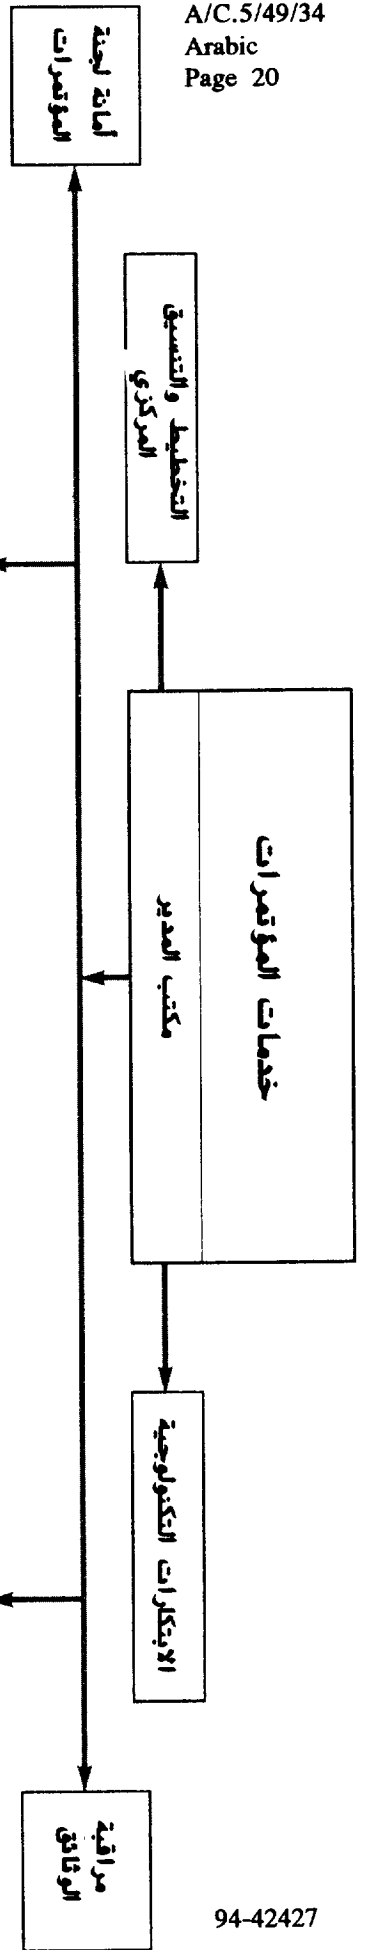 A/C.5/49/34
Arabic
Page 20
خدمات المؤتمرات
مكتب المدير
التخطيط والتنسيق
المركزي
الابتكارات التكنولوجية
أمانة لجنة
المؤتمرات
مراقبة
الوثائق
94-42427